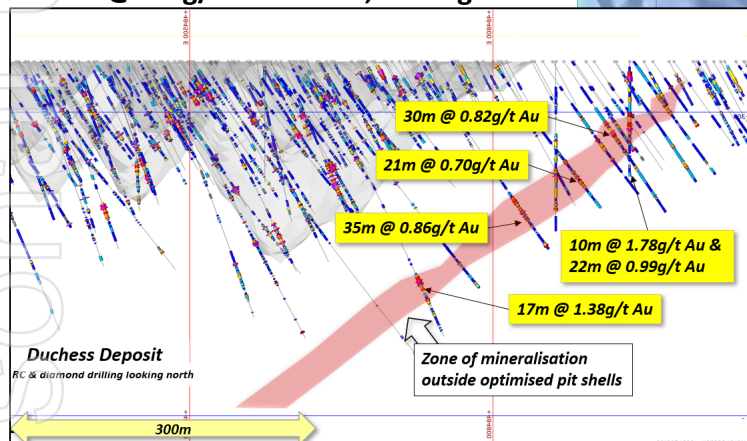 484200 E
484800 E
30m @ 0.82g/t Au
21m @ 0.70g/t Au
35m @ 0.86g/t Au
10m @ 1.78g/t Au &
22m @ 0.99g/t Au
17m @ 1.38g/t Au
Duchess Deposit
RC & diamond drilling looking north
Zone of mineralisation
outside optimised pit shells
300m